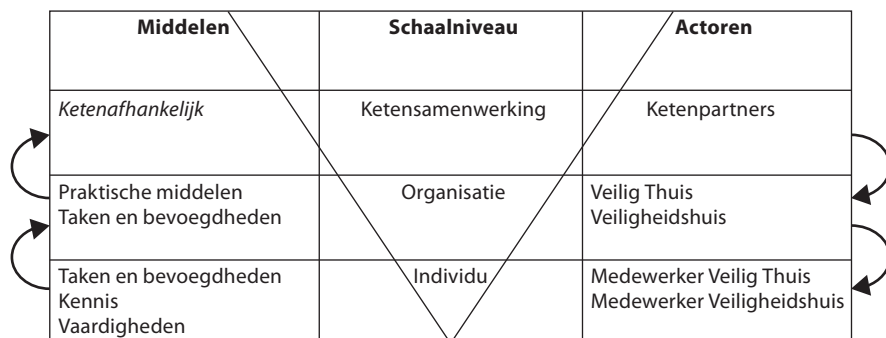 Middelen Schaalniveau Actoren
Ketenafhankelijk Ketensamenwerking Ketenpartners
Praktische middelen Organisatie Veilig Thuis
Taken en bevoegdheden Veiligheidshuis
Taken en bevoegdheden Individu Medewerker Veilig Thuis
Kennis Medewerker Veiligheidshuis
Vaardigheden